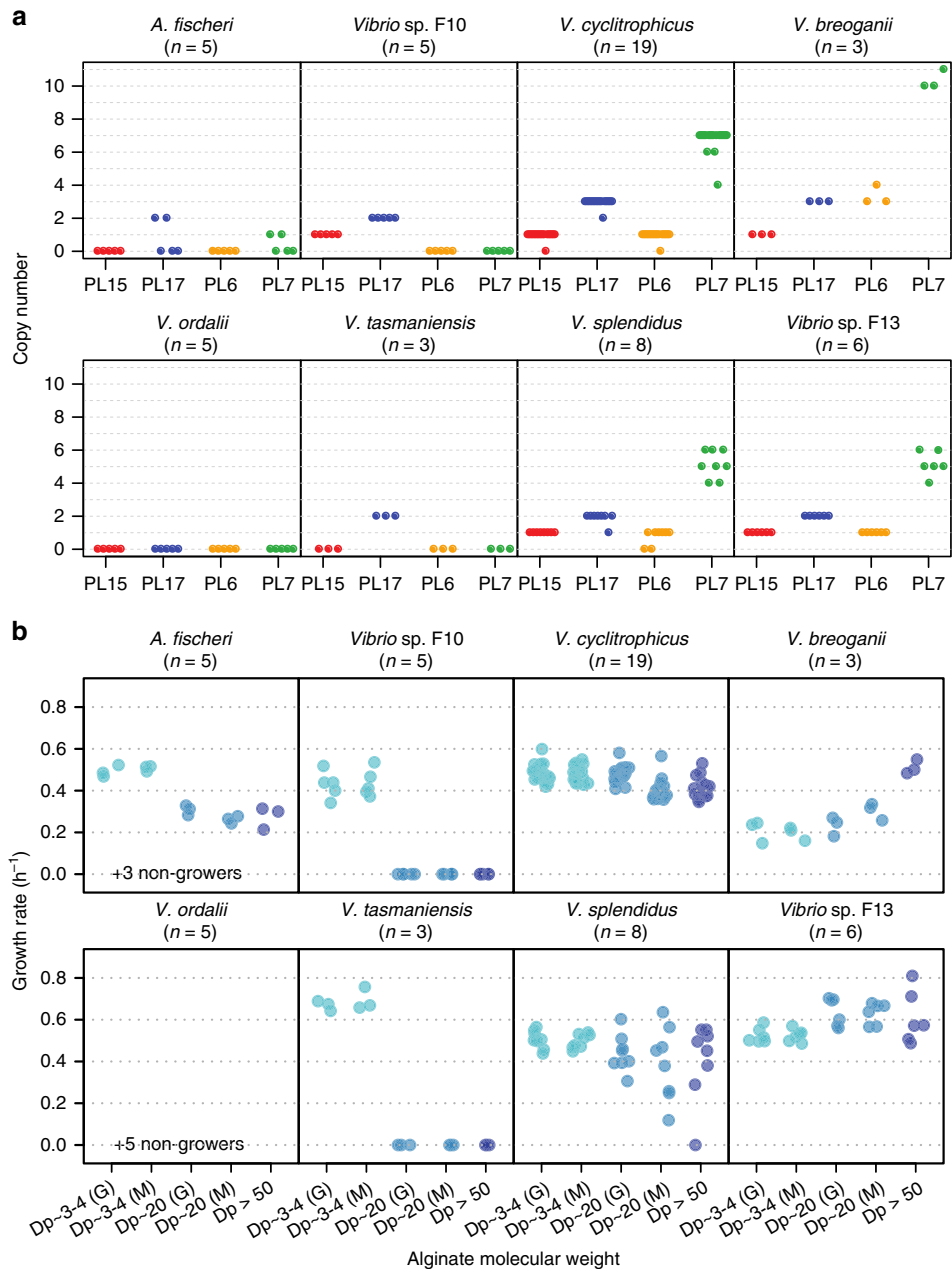 a
A. fischeri
(n = 5)
Vibrio sp. F10
(n = 5)
V. cyclitrophicus
(n = 19)
V. breoganii
(n = 3)
10
8
6
4
2
0
PL15 PL17 PL6 PL7
PL15 PL17 PL6 PL7
PL15 PL17 PL6 PL7
PL15 PL17 PL6 PL7
Copy number
V. ordalii
(n = 5)
V. tasmaniensis
(n = 3)
V. splendidus
(n = 8)
Vibrio sp. F13
(n = 6)
10
8
6
4
2
0
PL15 PL17 PL6 PL7
PL15 PL17 PL6 PL7
PL15 PL17 PL6 PL7
PL15 PL17 PL6 PL7
b
A. fischeri
(n = 5)
Vibrio sp. F10
(n = 5)
V. cyclitrophicus
(n = 19)
V. breoganii
(n = 3)
0.8
0.6
0.4
0.2
0.0
+3 non-growers
Growth rate (h⁻¹)
V. ordalii
(n = 5)
V. tasmaniensis
(n = 3)
V. splendidus
(n = 8)
Vibrio sp. F13
(n = 6)
0.8
0.6
0.4
0.2
0.0
+5 non-growers
Dp~3-4 (G)
Dp~3-4 (M)
Dp~20 (G)
Dp~20 (M)
Dp > 50
Dp~3-4 (G)
Dp~3-4 (M)
Dp~20 (G)
Dp~20 (M)
Dp > 50
Dp~3-4 (G)
Dp~3-4 (M)
Dp~20 (G)
Dp~20 (M)
Dp > 50
Dp~3-4 (G)
Dp~3-4 (M)
Dp~20 (G)
Dp~20 (M)
Dp > 50
Alginate molecular weight